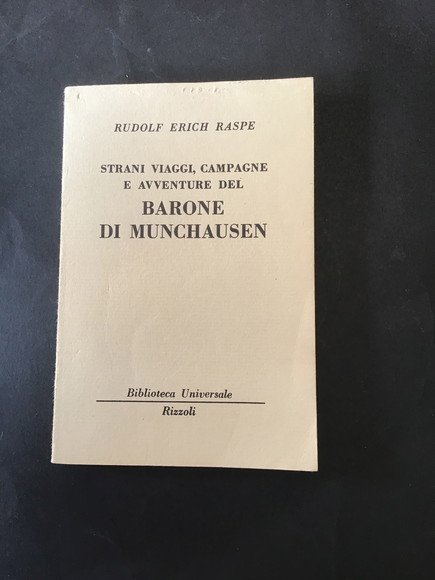 RUDOLF ERICH RASPE
STRANI VIAGGI, CAMPAGNE
E AVVENTURE DEL
BARONE
DI MUNCHAUSEN
Biblioteca Universale
Rizzoli